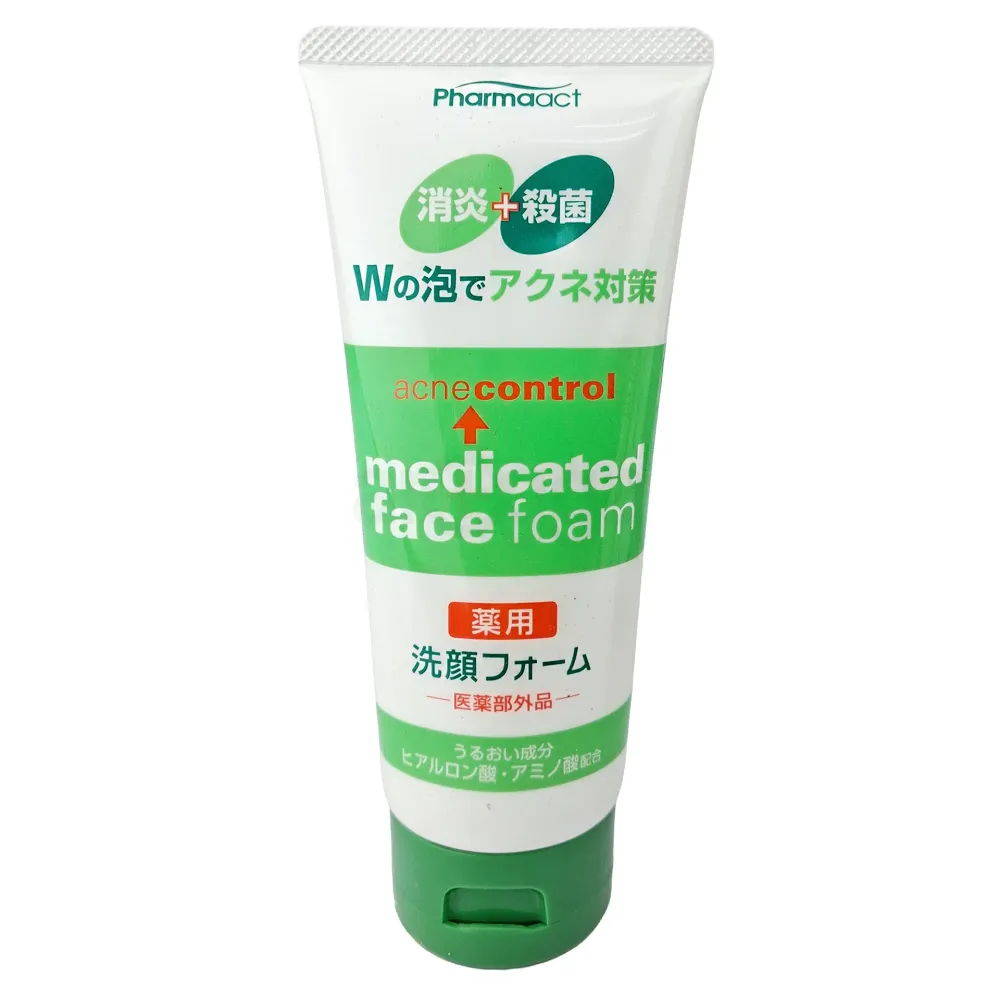 Pharmaact
消炎+殺菌
Wの泡でアクネ対策
acnecontrol
medicated
face foam
薬用
洗顔フォーム
医薬部外品
うるおい成分
ヒアルロン酸・アミノ酸配合